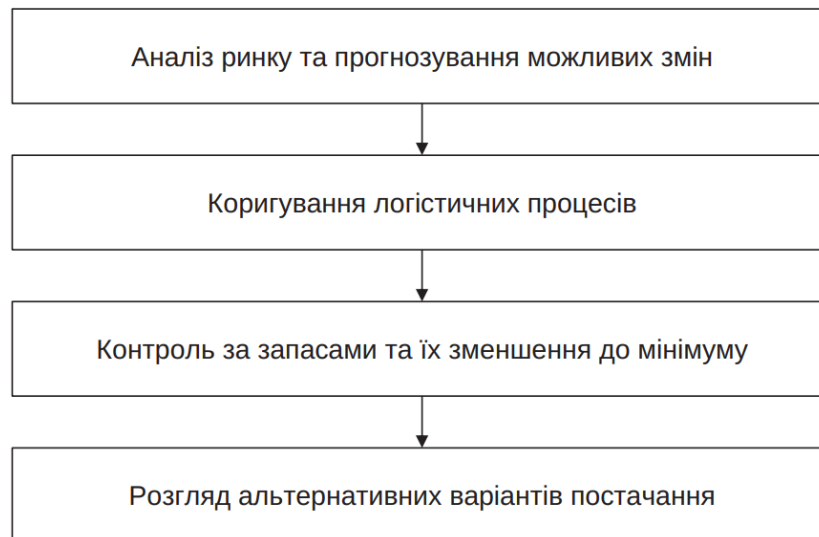 Аналіз ринку та прогнозування можливих змін
Коригування логістичних процесів
Контроль за запасами та їх зменшення до мінімуму
Розгляд альтернативних варіантів постачання